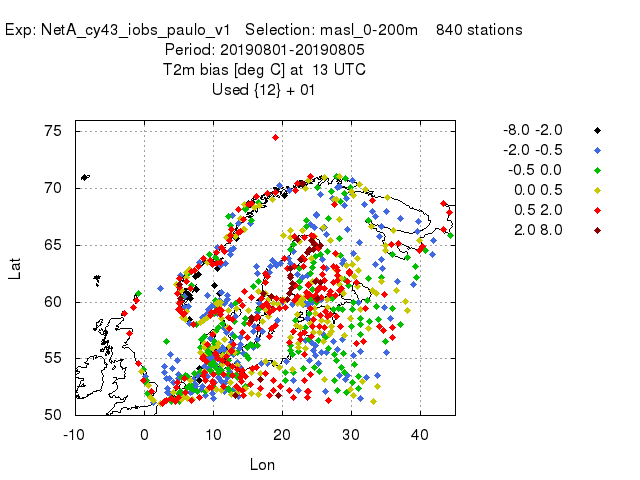 Exp: NetA_cy43_iobs_paulo_v1   Selection: masl_0-200m    840 stations
Period: 20190801-20190805
T2m bias [deg C] at  13 UTC
Used {12} + 01
75
70
65
60
55
50
Lat
-10 0 10 20 30 40
Lon
-8.0 -2.0
-2.0 -0.5
-0.5 0.0
0.0 0.5
0.5 2.0
2.0 8.0